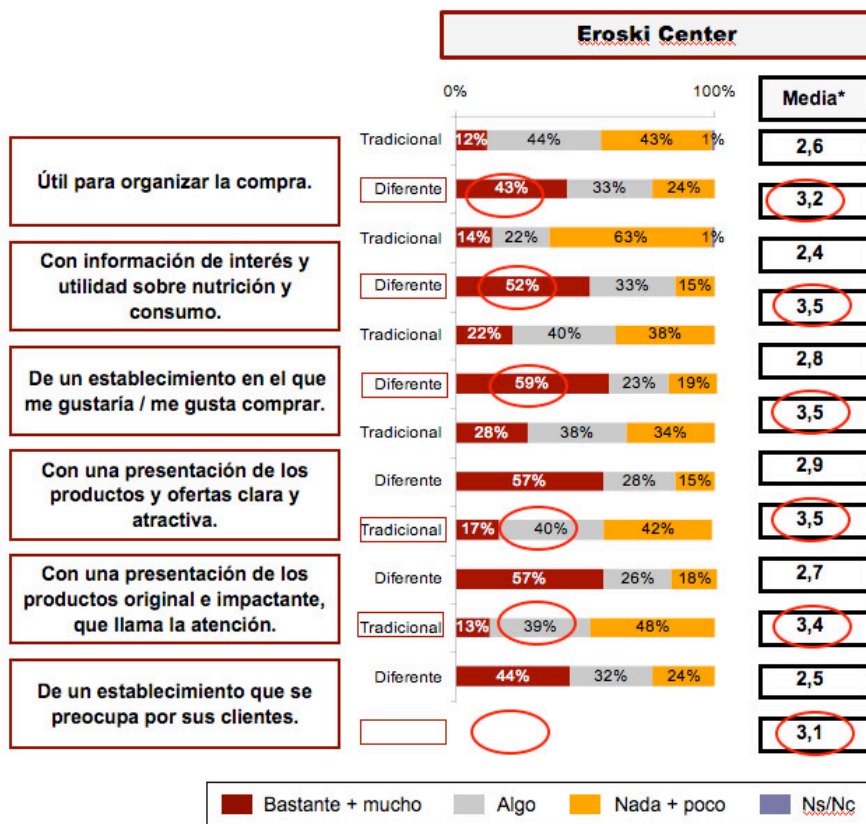 Eroski Center
0% 100%
Media*
Útil para organizar la compra.
Tradicional 12% 44% 43% 1% 2,6
Diferente 43% 33% 24% 3,2
Con información de interés y
utilidad sobre nutrición y
consumo.
Tradicional 14% 22% 63% 1% 2,4
Diferente 52% 33% 15% 3,5
De un establecimiento en el que
me gustaría / me gusta comprar.
Tradicional 22% 40% 38% 2,8
Diferente 59% 23% 19% 3,5
Con una presentación de los
productos y ofertas clara y
atractiva.
Tradicional 28% 38% 34% 2,9
Diferente 57% 28% 15% 3,5
Con una presentación de los
productos original e impactante,
que llama la atención.
Tradicional 17% 40% 42% 2,7
Diferente 57% 26% 18% 3,4
De un establecimiento que se
preocupa por sus clientes.
Tradicional 13% 39% 48% 2,5
Diferente 44% 32% 24% 3,1
Bastante + mucho Algo Nada + poco Ns/Nc